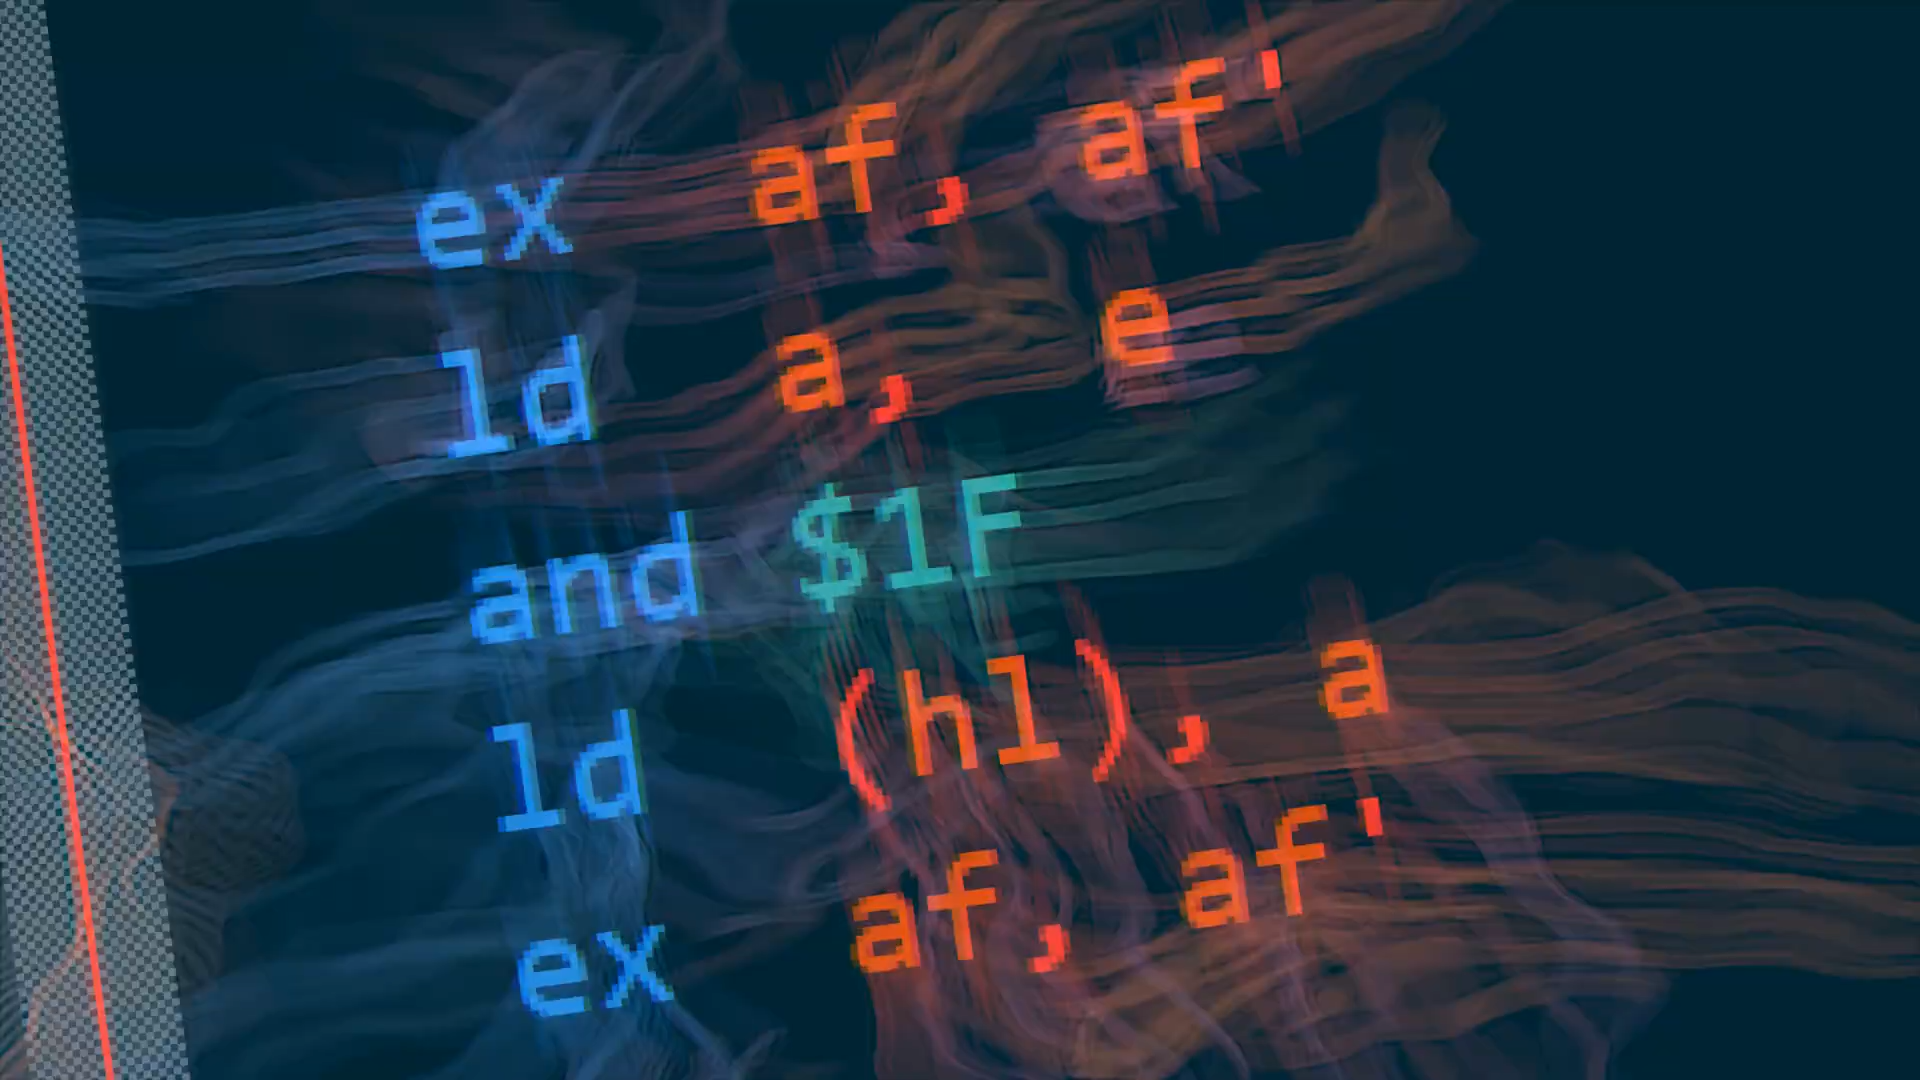 ex af, af'
ld a, e
and $1F
ld (hl), a
ex af, af'